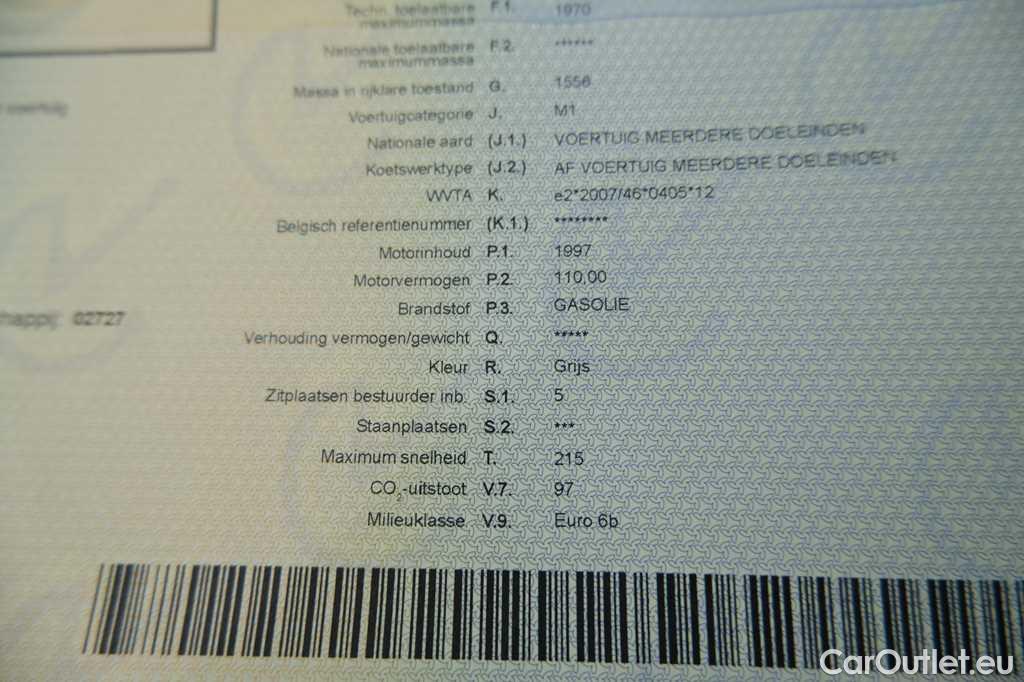 Techn. toelaatbare F.1. 1970
maximummassa
Nationale toelaatbare F.2. ******
maximummassa
Massa in rijklare toestand G. 1556
Voertuigcategorie J. M1
Nationale aard (J.1.) VOERTUIG MEERDERE DOELEINDEN
Koetswerktype (J.2.) AF VOERTUIG MEERDERE DOELEINDEN
WVTA K. e2*2007/46*0405*12
Belgisch referentienummer (K.1.) ********
Motorinhoud P.1. 1997
Motorvermogen P.2. 110,00
Brandstof P.3. GASOLIE
02727
Verhouding vermogen/gewicht Q. *****
Kleur R. Grijs
Zitplaatsen bestuurder inb. S.1. 5
Staanplaatsen S.2. ***
Maximum snelheid T. 215
CO2-uitstoot V.7. 97
Milieuklasse V.9. Euro 6b
CarOutlet.eu